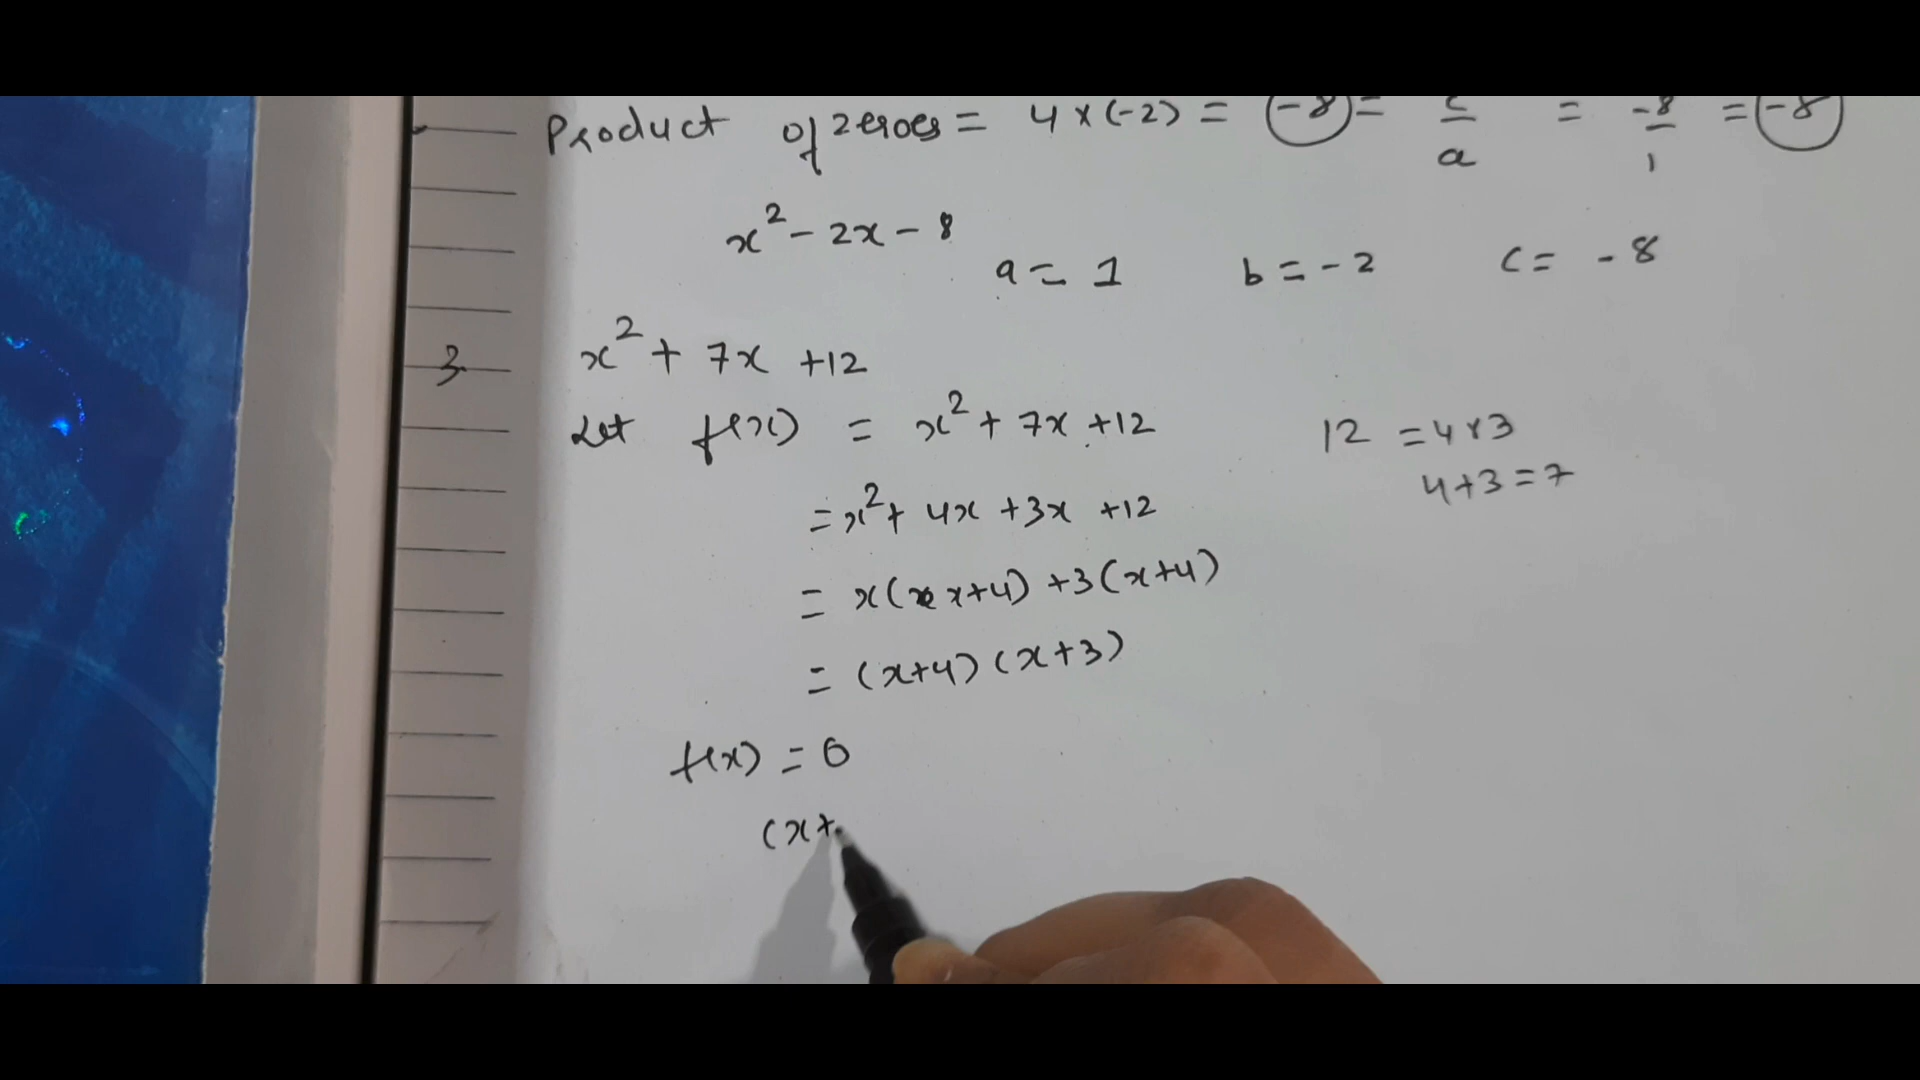 Product of zeroes = 4 × (-2) = -8 = c/a = -8/1 = -8
x² - 2x - 8
a = 1 b = -2 c = -8
3 x² + 7x + 12
Let f(x) = x² + 7x + 12 12 = 4 × 3
4 + 3 = 7
= x² + 4x + 3x + 12
= x(x x+4) + 3(x+4)
= (x+4) (x+3)
f(x) = 0
(x+